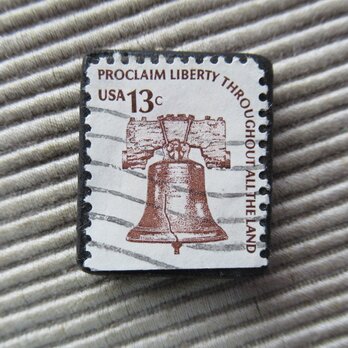 PROCLAIM LIBERTY THROUGHOUT ALL THE LAND
USA 13c